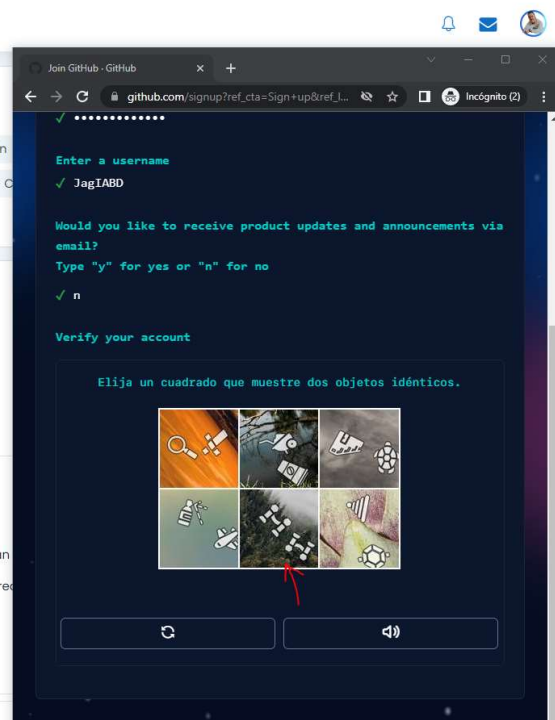 Join GitHub · GitHub
github.com/signup?ref_cta=Sign+up&ref_l...
Incógnito (2)
•••••••••••••
Enter a username
JagIABD
Would you like to receive product updates and announcements via
email?
Type "y" for yes or "n" for no
n
Verify your account
Elija un cuadrado que muestre dos objetos idénticos.